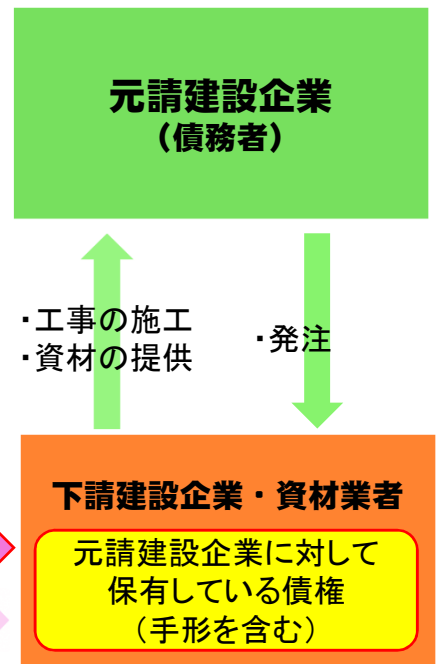 元請建設企業
（債務者）
・工事の施工
・資材の提供
・発注
下請建設企業・資材業者
元請建設企業に対して
保有している債権
（手形を含む）